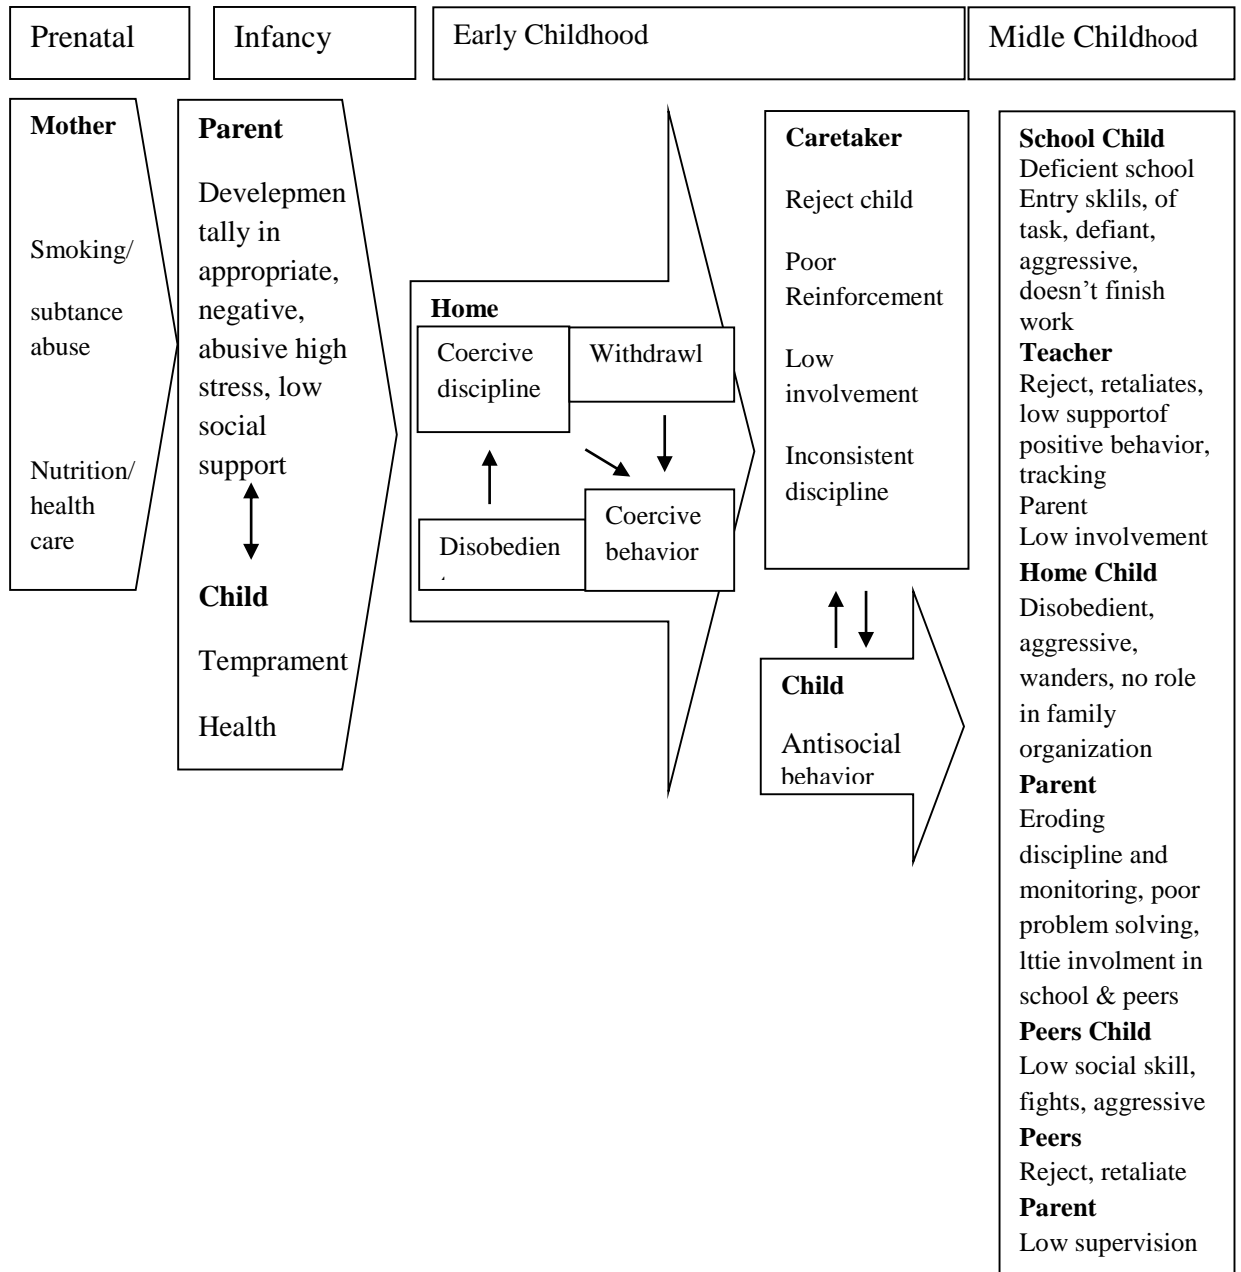 Prenatal
Infancy
Early Childhood
Midle Childhood
Mother
Smoking/
subtance
abuse
Nutrition/
health
care
Parent
Develepmen
tally in
appropriate,
negative,
abusive high
stress, low
social
support
Child
Temprament
Health
Home
Coercive
discipline
Withdrawl
Disobedien
Coercive
behavior
Caretaker
Reject child
Poor
Reinforcement
Low
involvement
Inconsistent
discipline
Child
Antisocial
behavior
School Child
Deficient school
Entry sklils, of
task, defiant,
aggressive,
doesn’t finish
work
Teacher
Reject, retaliates,
low supportof
positive behavior,
tracking
Parent
Low involvement
Home Child
Disobedient,
aggressive,
wanders, no role
in family
organization
Parent
Eroding
discipline and
monitoring, poor
problem solving,
lttie involment in
school & peers
Peers Child
Low social skill,
fights, aggressive
Peers
Reject, retaliate
Parent
Low supervision